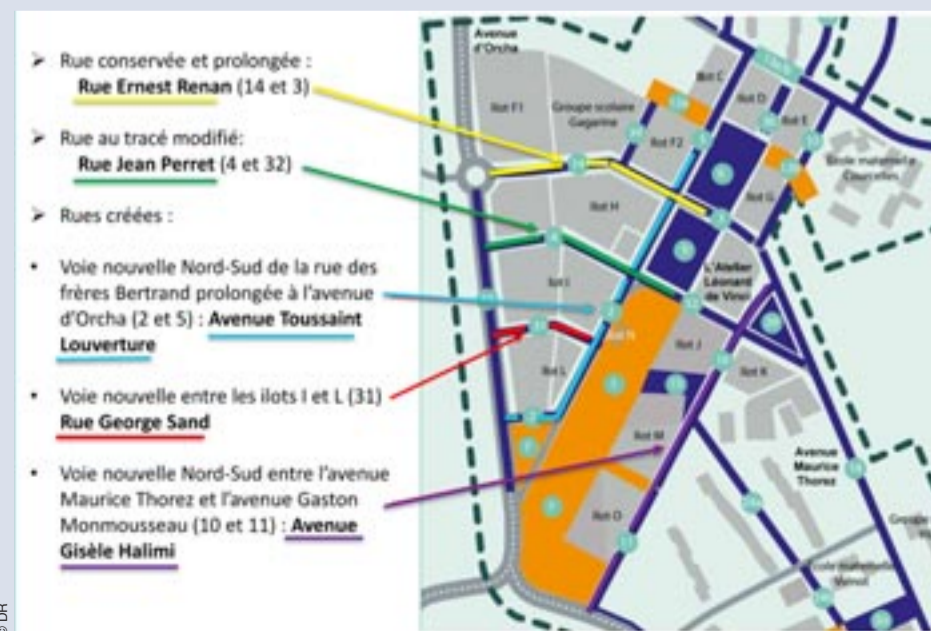 ➤ Rue conservée et prolongée :
Rue Ernest Renan (14 et 3)
➤ Rue au tracé modifié:
Rue Jean Perret (4 et 32)
➤ Rues créées :
• Voie nouvelle Nord-Sud de la rue des
frères Bertrand prolongée à l'avenue
d'Orcha (2 et 5) : Avenue Toussaint
Louverture
• Voie nouvelle entre les ilots I et L (31)
Rue George Sand
• Voie nouvelle Nord-Sud entre l'avenue
Maurice Thorez et l'avenue Gaston
Monmousseau (10 et 11) : Avenue
Gisèle Halimi
© DR
Avenue
d'Orcha
Ilot C
Ilot D
Ilot E
Ilot F1
Groupe scolaire
Gagarine
Ilot F2
Ecole maternelle
Courcelles
Ilot G
Ilot H
L'Atelier
Léonard
de Vinci
Ilot I
Ilot J
Ilot K
Ilot L
Ilot M
Avenue
Maurice
Thorez
Ilot O
Groupe
Ecole maternelle